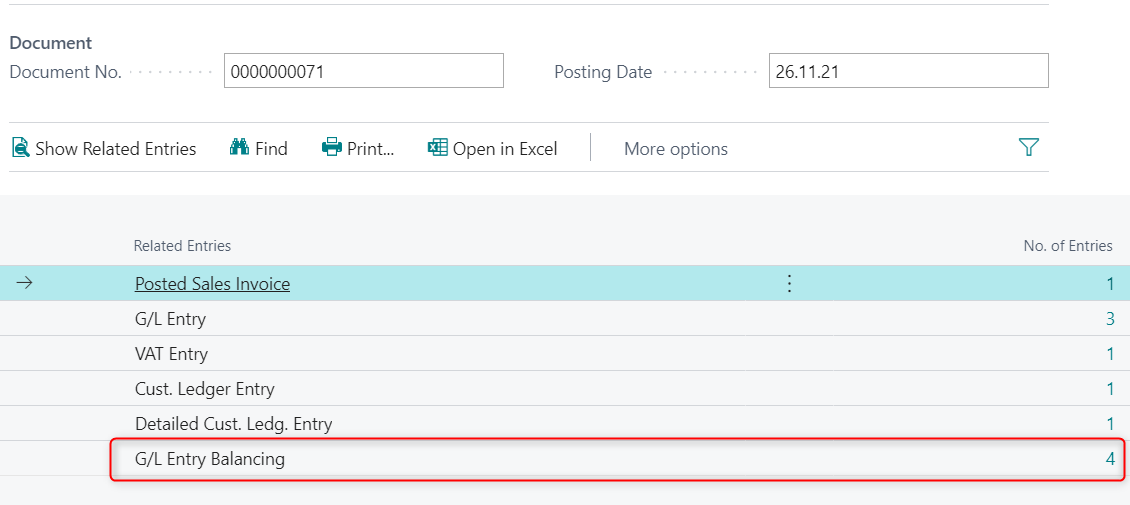 Document
Document No. 0000000071 Posting Date 26.11.21
Show Related Entries Find Print... Open in Excel More options
Related Entries No. of Entries
Posted Sales Invoice 1
G/L Entry 3
VAT Entry 1
Cust. Ledger Entry 1
Detailed Cust. Ledg. Entry 1
G/L Entry Balancing 4